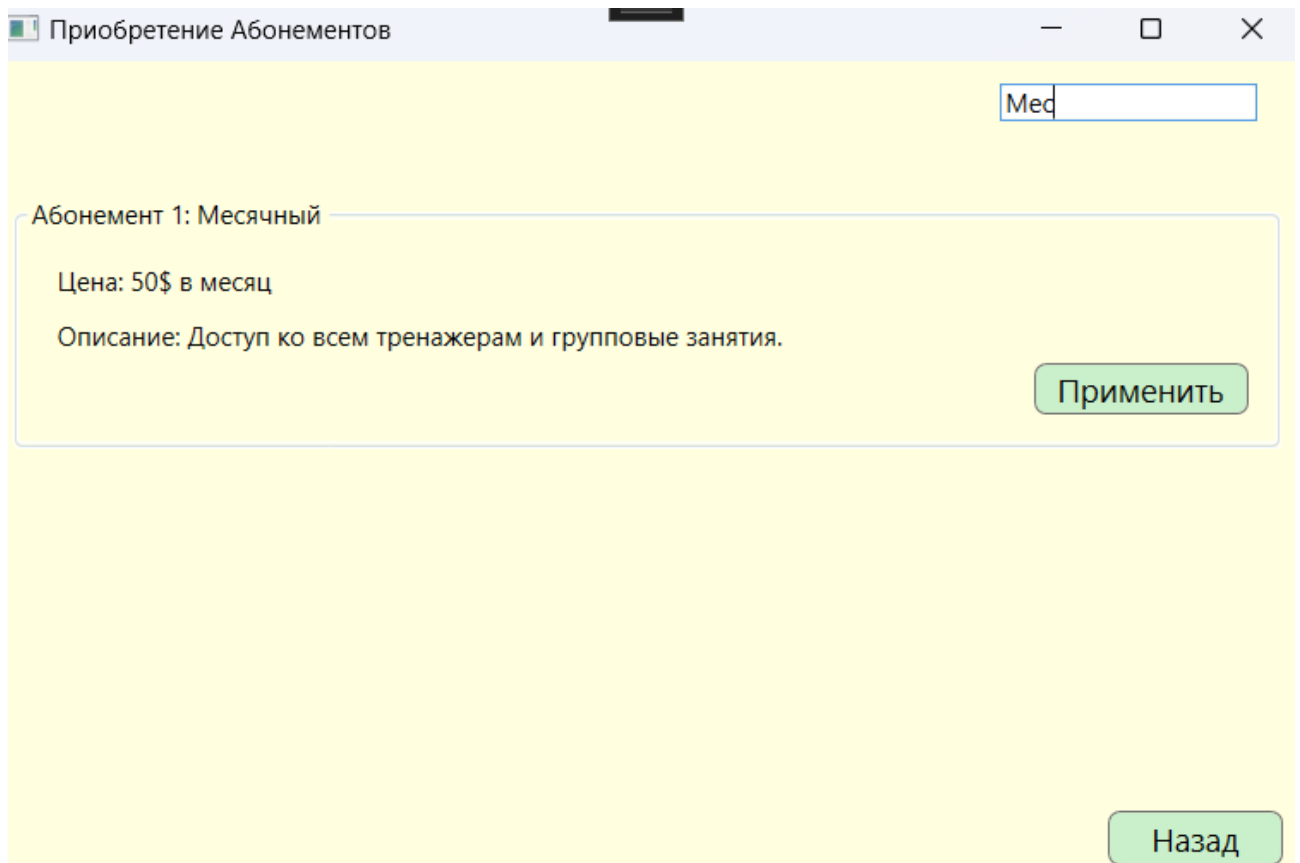 Приобретение Абонементов
Мес
Абонемент 1: Месячный
Цена: 50$ в месяц
Описание: Доступ ко всем тренажерам и групповые занятия.
Применить
Назад